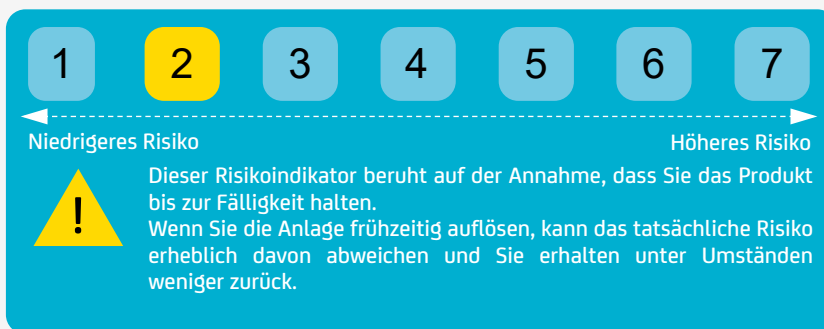 1 2 3 4 5 6 7
Niedrigeres Risiko Höheres Risiko
Dieser Risikoindikator beruht auf der Annahme, dass Sie das Produkt
bis zur Fälligkeit halten.
Wenn Sie die Anlage frühzeitig auflösen, kann das tatsächliche Risiko
erheblich davon abweichen und Sie erhalten unter Umständen
weniger zurück.
!